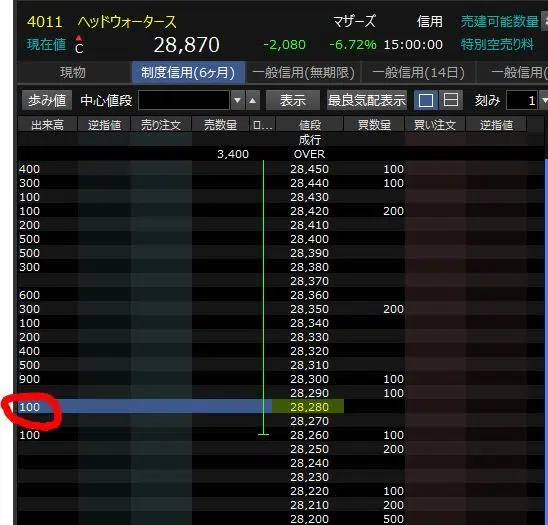 4011 ヘッドウォータース マザーズ 信用 売建可能数量
現在値 C 28,870 -2,080 -6.72% 15:00:00 特別空売り料
現物 制度信用(6ヶ月) 一般信用(無期限) 一般信用(14日) 一般信用(
歩み値 中心値段 表示 最良気配表示 刻み 1
出来高 逆指値 売り注文 売数量 ロ... 値段 買数量 買い注文 逆指値
成行
3,400 OVER
400 28,450 100
300 28,440 100
100 28,430
100 28,420 200
200 28,410
500 28,400
500 28,390
300 28,380
28,370
600 28,360
300 28,350 200
100 28,340
200 28,330
400 28,320
500 28,310
900 28,300 100
28,290 100
100 28,280
28,270
100 28,260 100
28,250 200
28,240
28,230
28,220 100
28,210 200
28,200 500